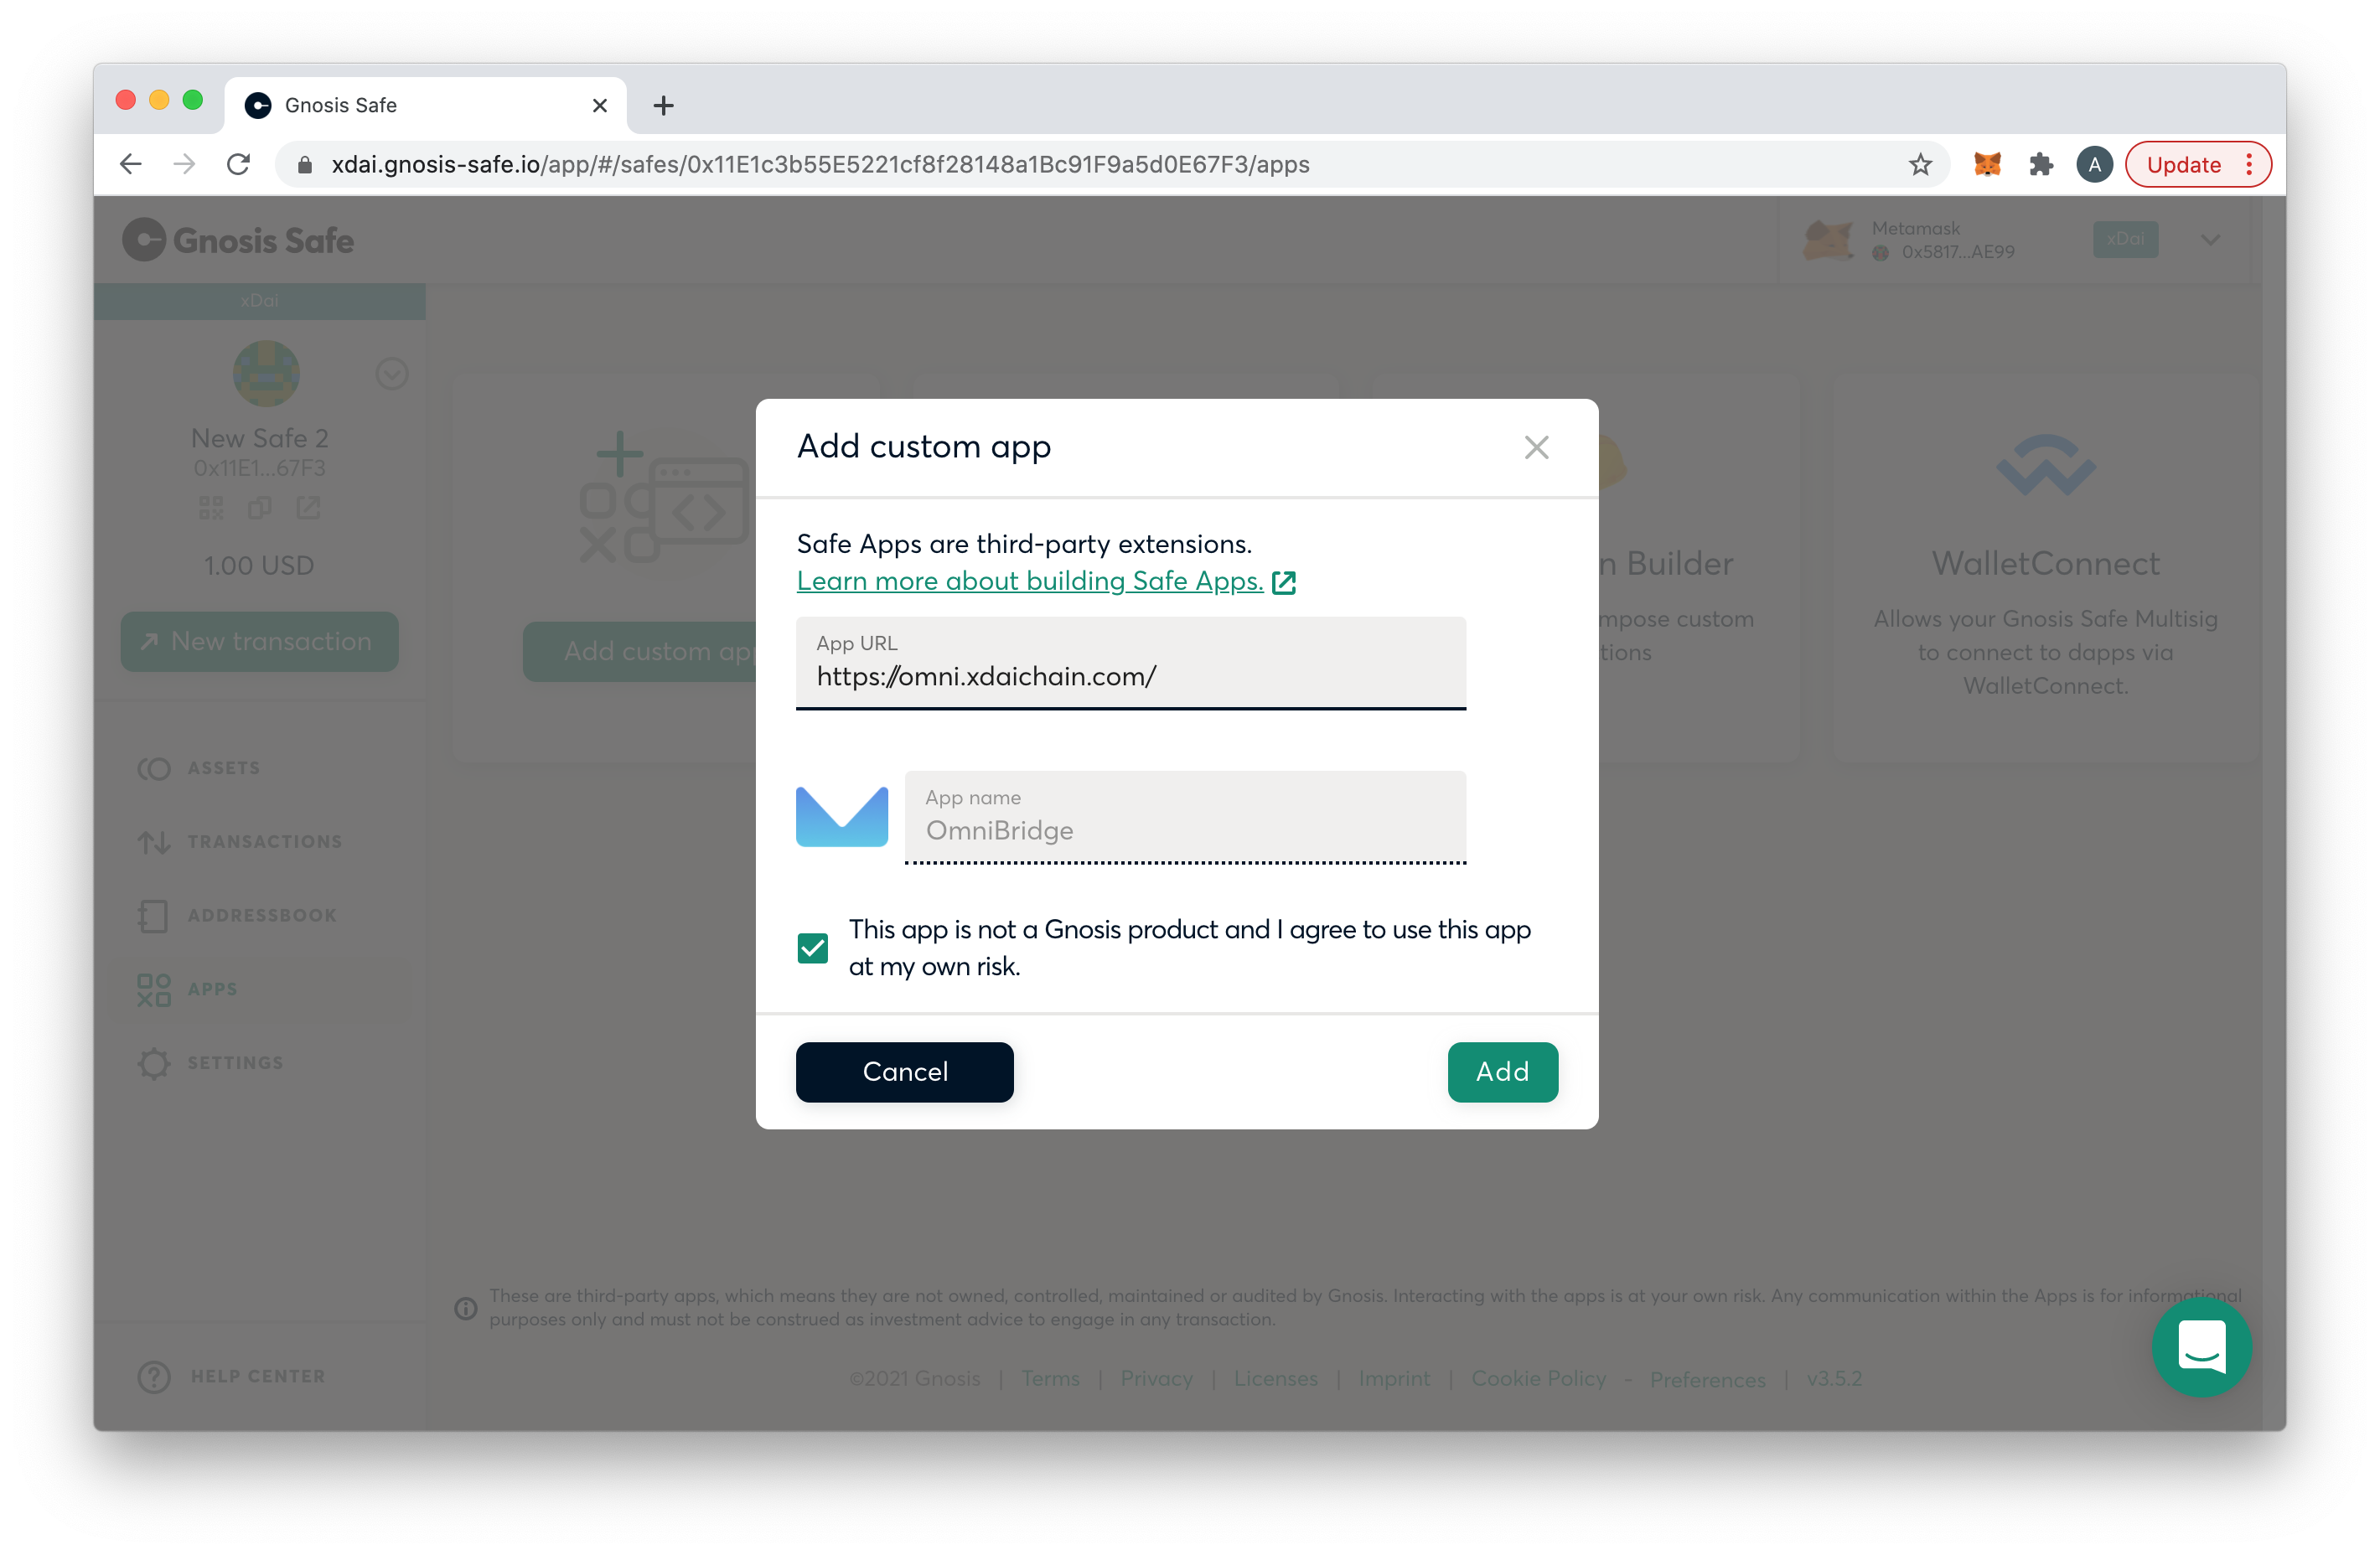 Gnosis Safe
xdai.gnosis-safe.io/app/#/safes/0x11E1c3b55E5221cf8f28148a1Bc91F9a5d0E67F3/apps
A
Update
Gnosis Safe
Metamask
0x5817...AE99
xDai
xDai
New Safe 2
0x11E1...67F3
1.00 USD
New transaction
ASSETS
TRANSACTIONS
ADDRESSBOOK
APPS
SETTINGS
HELP CENTER
Add custom app
Add custom app
Safe Apps are third-party extensions.
Learn more about building Safe Apps.
App URL
https://omni.xdaichain.com/
App name
OmniBridge
This app is not a Gnosis product and I agree to use this app
at my own risk.
Cancel
Add
n Builder
mpose custom
tions
WalletConnect
Allows your Gnosis Safe Multisig
to connect to dapps via
WalletConnect.
These are third-party apps, which means they are not owned, controlled, maintained or audited by Gnosis. Interacting with the apps is at your own risk. Any communication within the Apps is for informational
purposes only and must not be construed as investment advice to engage in any transaction.
©2021 Gnosis | Terms | Privacy | Licenses | Imprint | Cookie Policy - Preferences | v3.5.2